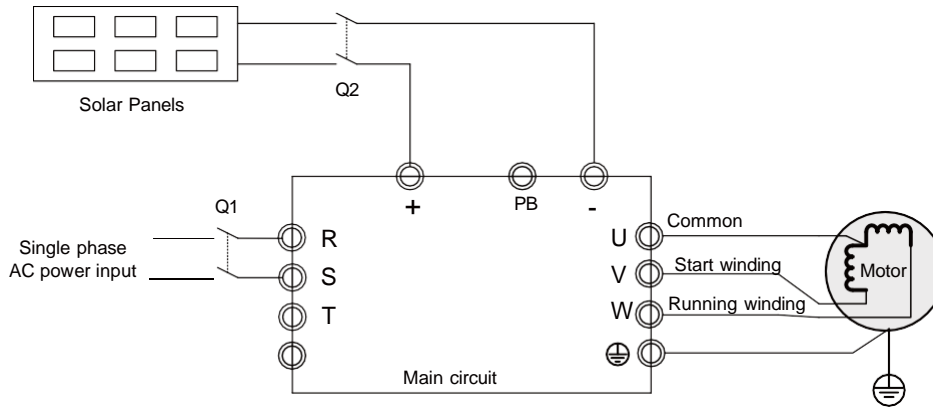 Solar Panels
Q2
+
PB
-
Q1
Single phase
AC power input
R
S
T
U
V
W
Common
Start winding
Running winding
Motor
Main circuit